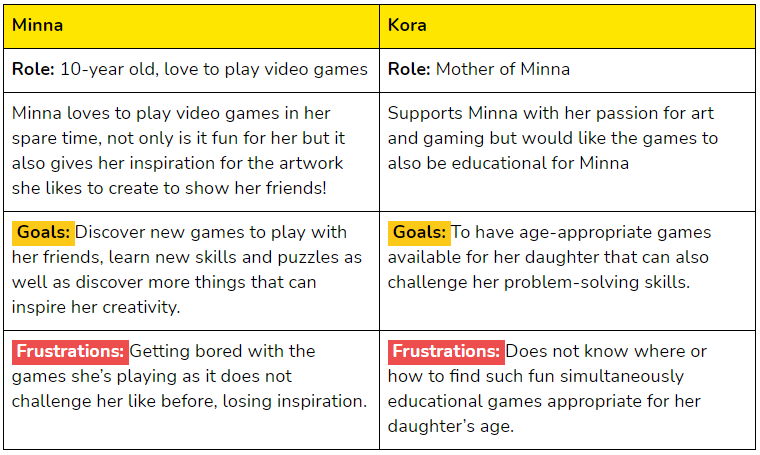 Minna
Kora
Role: 10-year old, love to play video games
Role: Mother of Minna
Minna loves to play video games in her
spare time, not only is it fun for her but it
also gives her inspiration for the artwork
she likes to create to show her friends!
Supports Minna with her passion for art
and gaming but would like the games to
also be educational for Minna
Goals: Discover new games to play with
her friends, learn new skills and puzzles as
well as discover more things that can
inspire her creativity.
Goals: To have age-appropriate games
available for her daughter that can also
challenge her problem-solving skills.
Frustrations: Getting bored with the
games she's playing as it does not
challenge her like before, losing inspiration.
Frustrations: Does not know where or
how to find such fun simultaneously
educational games appropriate for her
daughter's age.